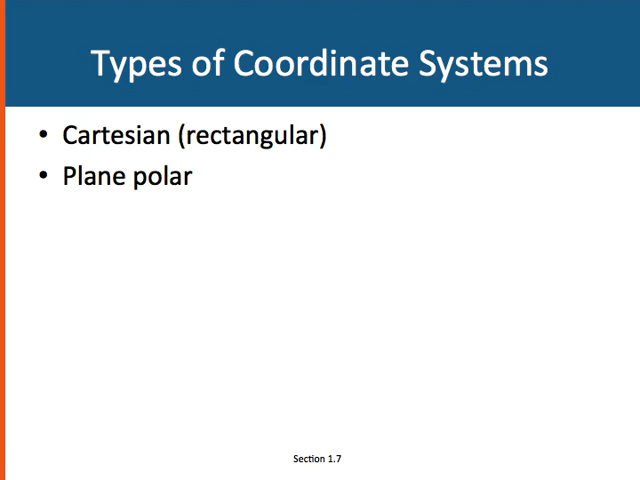 Types of Coordinate Systems
• Cartesian (rectangular)
• Plane polar
Section 1.7